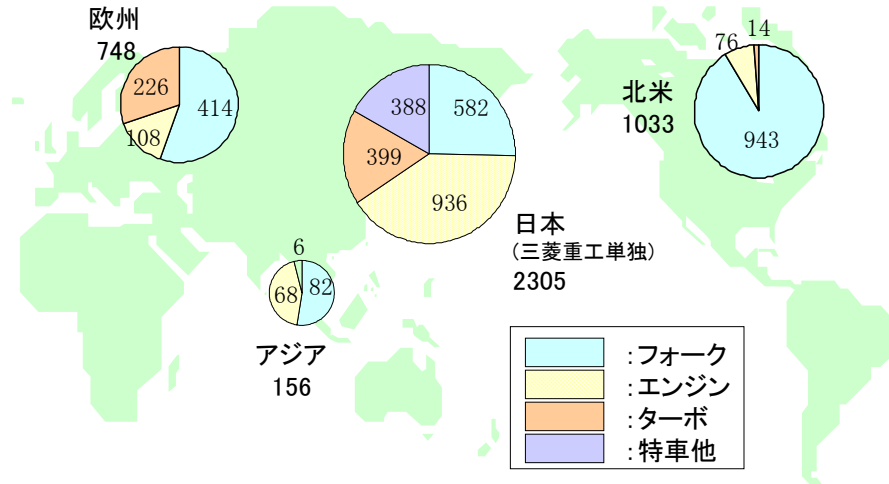 欧州
748
226
414
108
388
582
399
936
日本
(三菱重工単独)
2305
北米
1033
76
14
943
6
68
82
アジア
156
:フォーク
:エンジン
:ターボ
:特車他